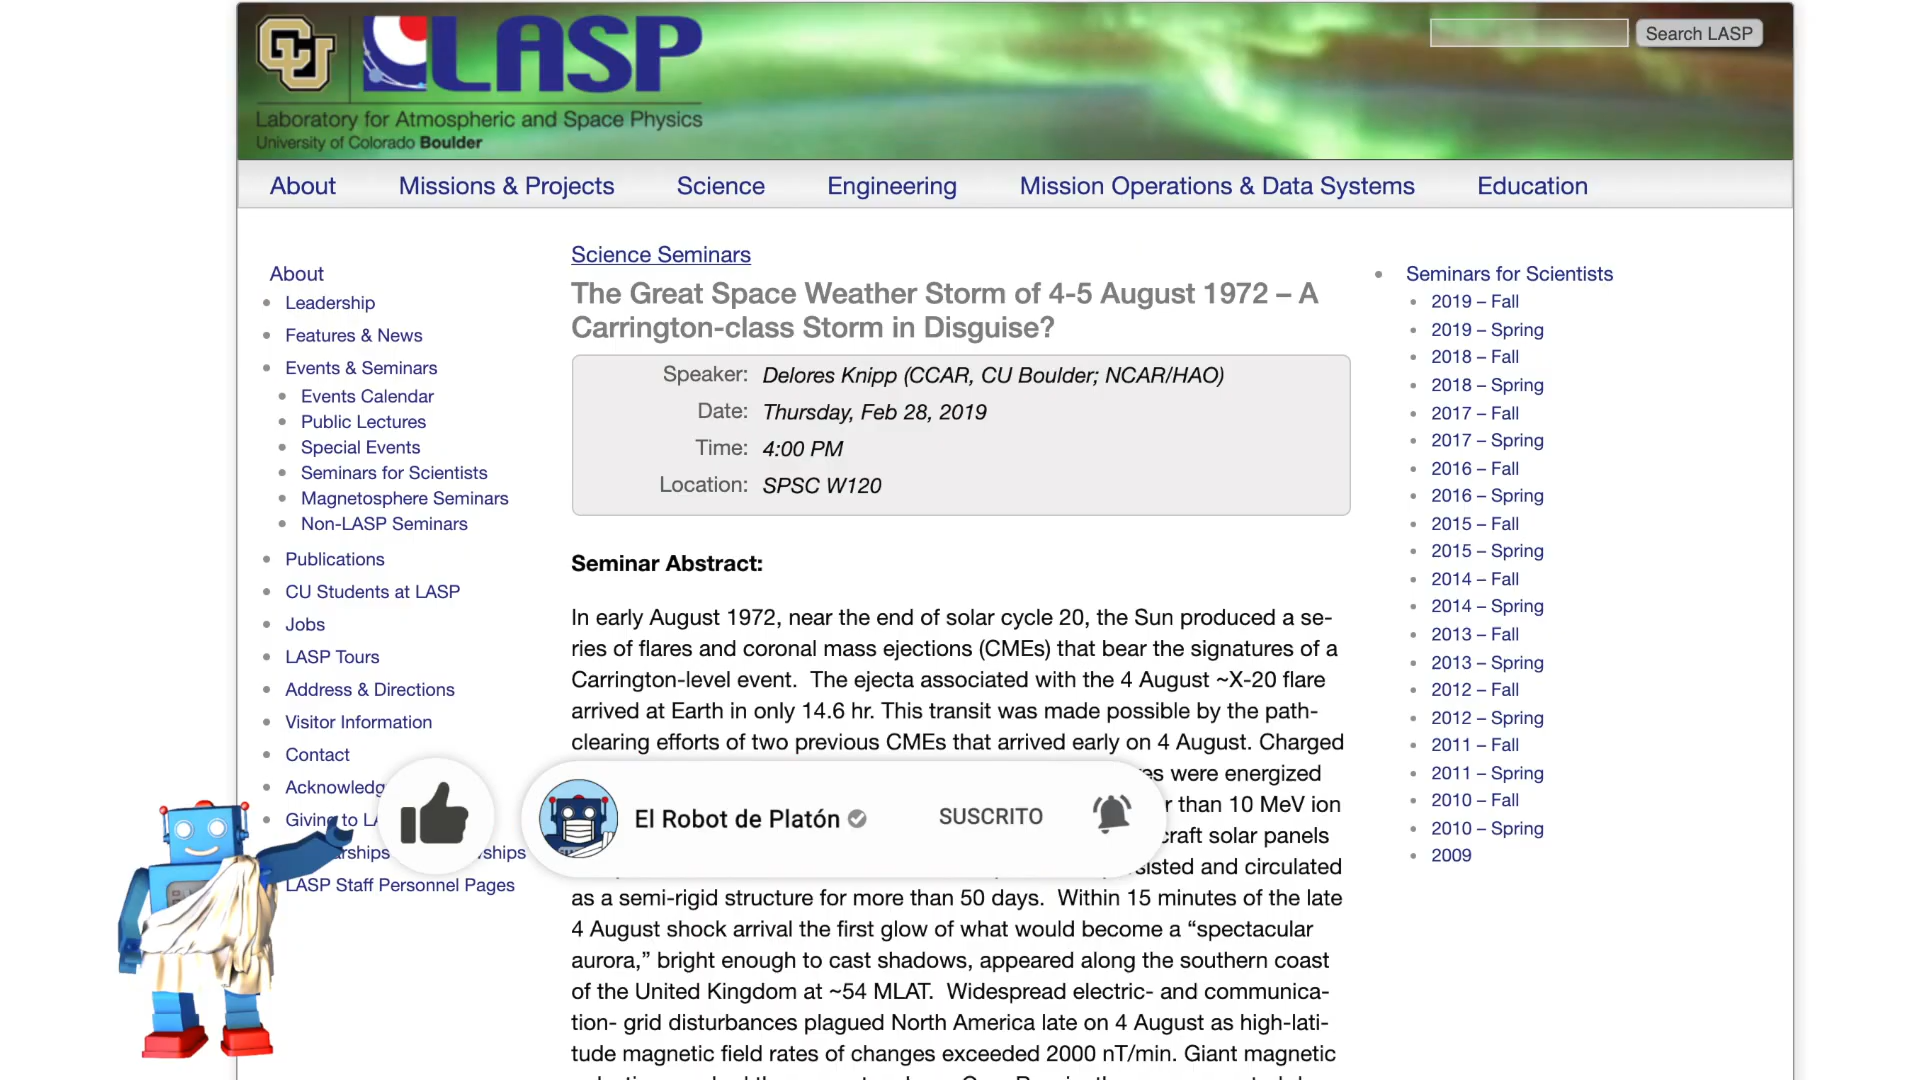 CU
LASP
Laboratory for Atmospheric and Space Physics
University of Colorado Boulder
Search LASP
About
Missions & Projects
Science
Engineering
Mission Operations & Data Systems
Education
About
Leadership
Features & News
Events & Seminars
Events Calendar
Public Lectures
Special Events
Seminars for Scientists
Magnetosphere Seminars
Non-LASP Seminars
Publications
CU Students at LASP
Jobs
LASP Tours
Address & Directions
Visitor Information
Contact
Giving to
LASP Staff Personnel Pages
Science Seminars
The Great Space Weather Storm of 4-5 August 1972 – A
Carrington-class Storm in Disguise?
Speaker: Delores Knipp (CCAR, CU Boulder; NCAR/HAO)
Date: Thursday, Feb 28, 2019
Time: 4:00 PM
Location: SPSC W120
Seminar Abstract:
In early August 1972, near the end of solar cycle 20, the Sun produced a se-
ries of flares and coronal mass ejections (CMEs) that bear the signatures of a
Carrington-level event. The ejecta associated with the 4 August ~X-20 flare
arrived at Earth in only 14.6 hr. This transit was made possible by the path-
clearing efforts of two previous CMEs that arrived early on 4 August. Charged
were energized
than 10 MeV ion
solar panels
and circulated
as a semi-rigid structure for more than 50 days. Within 15 minutes of the late
4 August shock arrival the first glow of what would become a “spectacular
aurora,” bright enough to cast shadows, appeared along the southern coast
of the United Kingdom at ~54 MLAT. Widespread electric- and communica-
tion- grid disturbances plagued North America late on 4 August as high-lati-
tude magnetic field rates of changes exceeded 2000 nT/min. Giant magnetic
El Robot de Platón
SUSCRITO
Seminars for Scientists
2019 – Fall
2019 – Spring
2018 – Fall
2018 – Spring
2017 – Fall
2017 – Spring
2016 – Fall
2016 – Spring
2015 – Fall
2015 – Spring
2014 – Fall
2014 – Spring
2013 – Fall
2013 – Spring
2012 – Fall
2012 – Spring
2011 – Fall
2011 – Spring
2010 – Fall
2010 – Spring
2009